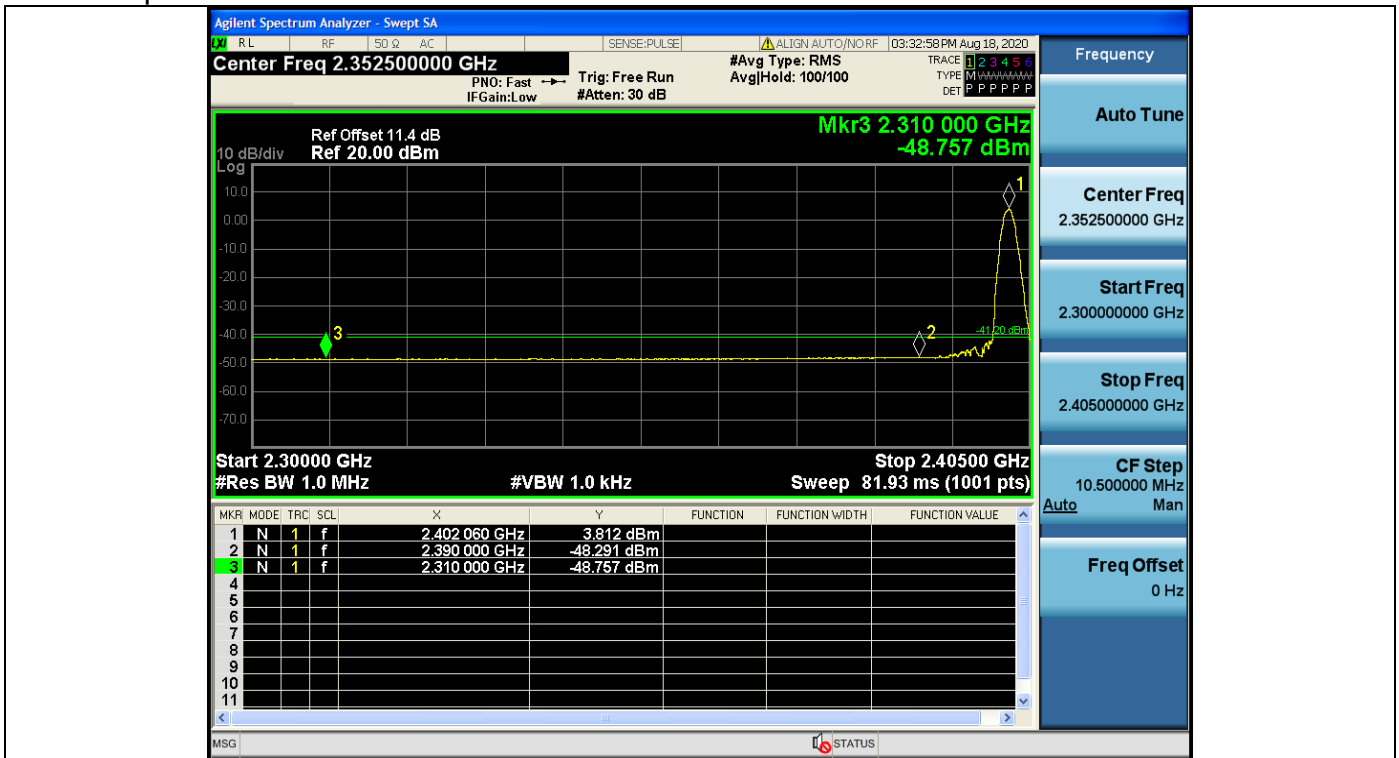 Agilent Spectrum Analyzer - Swept SA
LXI RL RF 50 Ω AC SENSE:PULSE ALIGN AUTO/NO RF 03:32:58 PM Aug 18, 2020
Center Freq 2.352500000 GHz
PNO: Fast
IFGain:Low
Trig: Free Run
#Atten: 30 dB
#Avg Type: RMS
Avg|Hold: 100/100
TRACE 1 2 3 4 5 6
TYPE M WWWWW
DET P P P P P P
Mkr3 2.310 000 GHz
-48.757 dBm
Ref Offset 11.4 dB
10 dB/div Ref 20.00 dBm
Log
10.0
0.00
-10.0
-20.0
-30.0
-40.0
-50.0
-60.0
-70.0
1
2
3
-41.20 dBm
Start 2.30000 GHz Stop 2.40500 GHz
#Res BW 1.0 MHz #VBW 1.0 kHz Sweep 81.93 ms (1001 pts)
MKR MODE TRC SCL X Y FUNCTION FUNCTION WIDTH FUNCTION VALUE
1 N 1 f 2.402 060 GHz 3.812 dBm
2 N 1 f 2.390 000 GHz -48.291 dBm
3 N 1 f 2.310 000 GHz -48.757 dBm
4
5
6
7
8
9
10
11
MSG STATUS
Frequency
Auto Tune
Center Freq
2.352500000 GHz
Start Freq
2.300000000 GHz
Stop Freq
2.405000000 GHz
CF Step
10.500000 MHz
Auto Man
Freq Offset
0 Hz